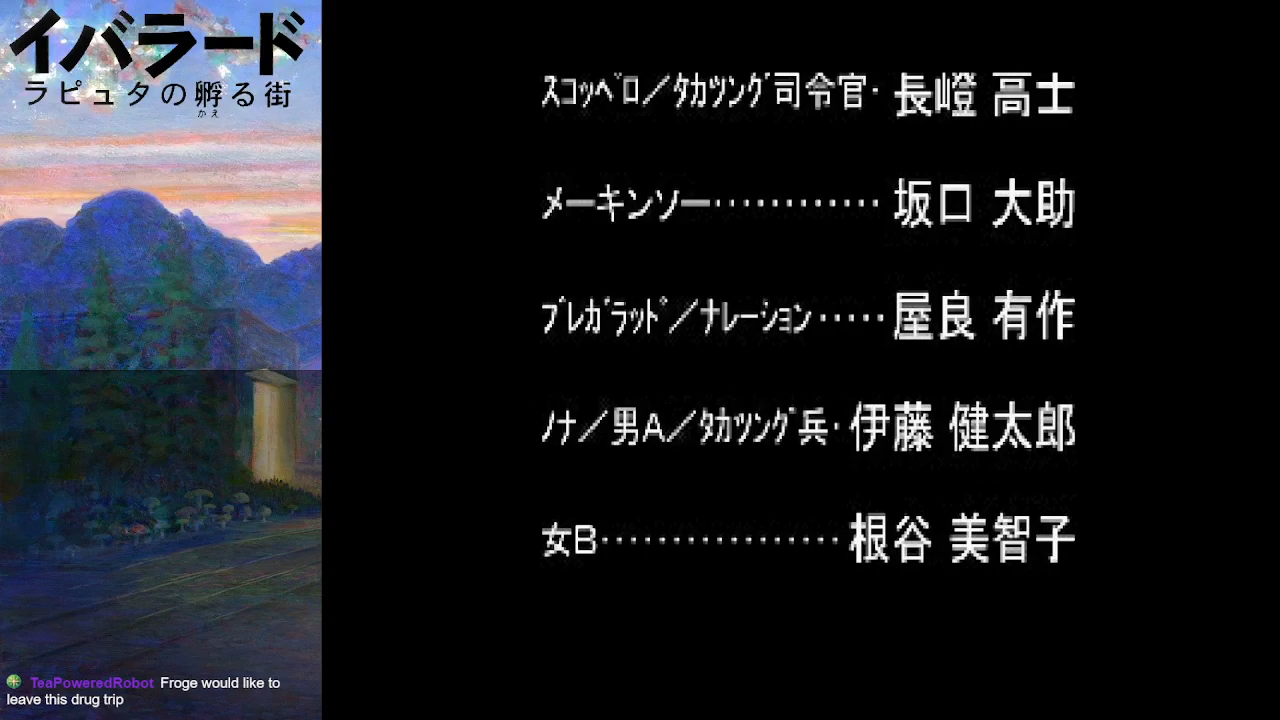 イバラード
ラピュタの孵る街
かえ
TeaPoweredRobot Froge would like to
leave this drug trip
ｽｺｯﾍﾞﾛ／ﾀｶﾂﾝｸﾞ司令官・長嶝 高士
メーキンソー············坂口 大助
ﾌﾞﾚｶﾞﾗｯﾄﾞ／ﾅﾚｰｼｮﾝ·····屋良 有作
ﾉﾅ／男A／ﾀｶﾂﾝｸﾞ兵・伊藤 健太郎
女B·················根谷 美智子